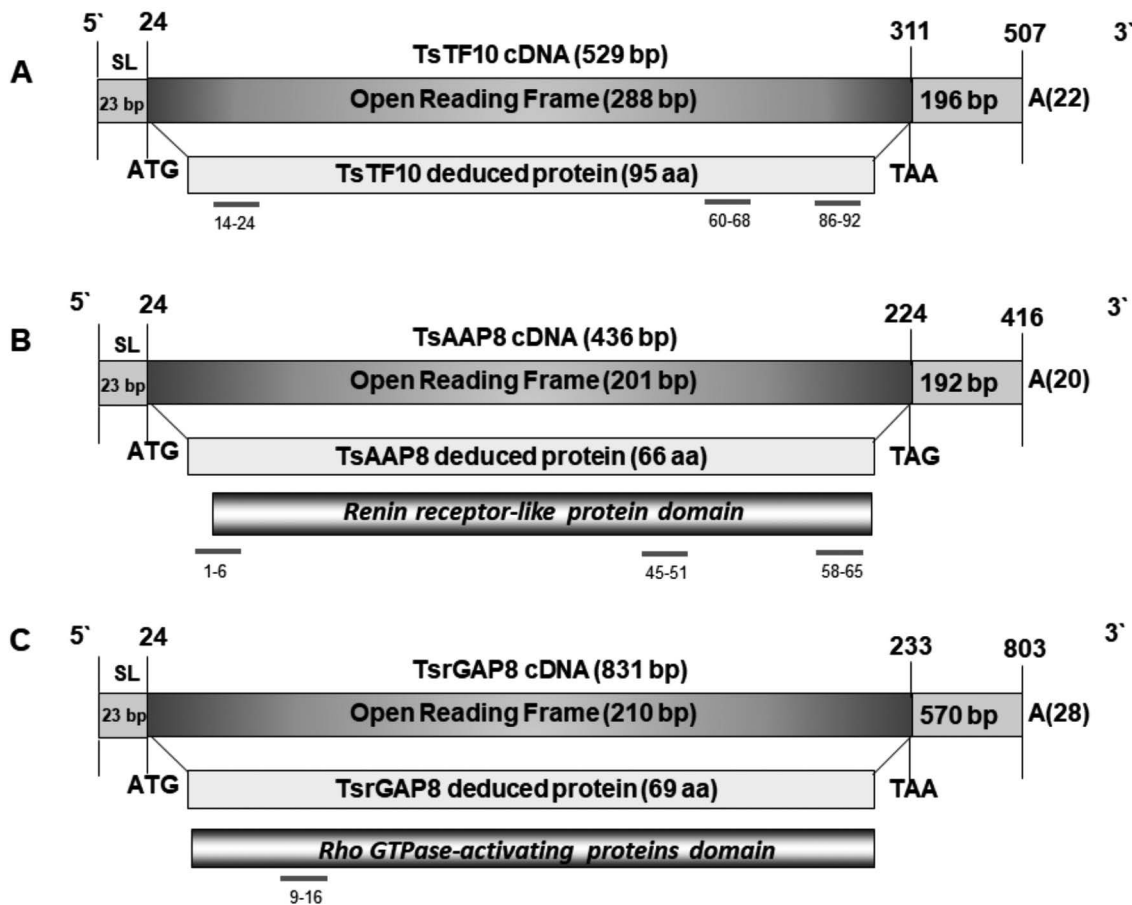 5` 24 311 507 3`
A SL TsTF10 cDNA (529 bp)
23 bp Open Reading Frame (288 bp) 196 bp A(22)
ATG TsTF10 deduced protein (95 aa) TAA
14-24 60-68 86-92
5` 24 224 416 3`
B SL TsAAP8 cDNA (436 bp)
23 bp Open Reading Frame (201 bp) 192 bp A(20)
ATG TsAAP8 deduced protein (66 aa) TAG
Renin receptor-like protein domain
1-6 45-51 58-65
C 5` 24 233 803 3`
SL TsrGAP8 cDNA (831 bp)
23 bp Open Reading Frame (210 bp) 570 bp A(28)
ATG TsrGAP8 deduced protein (69 aa) TAA
Rho GTPase-activating proteins domain
9-16